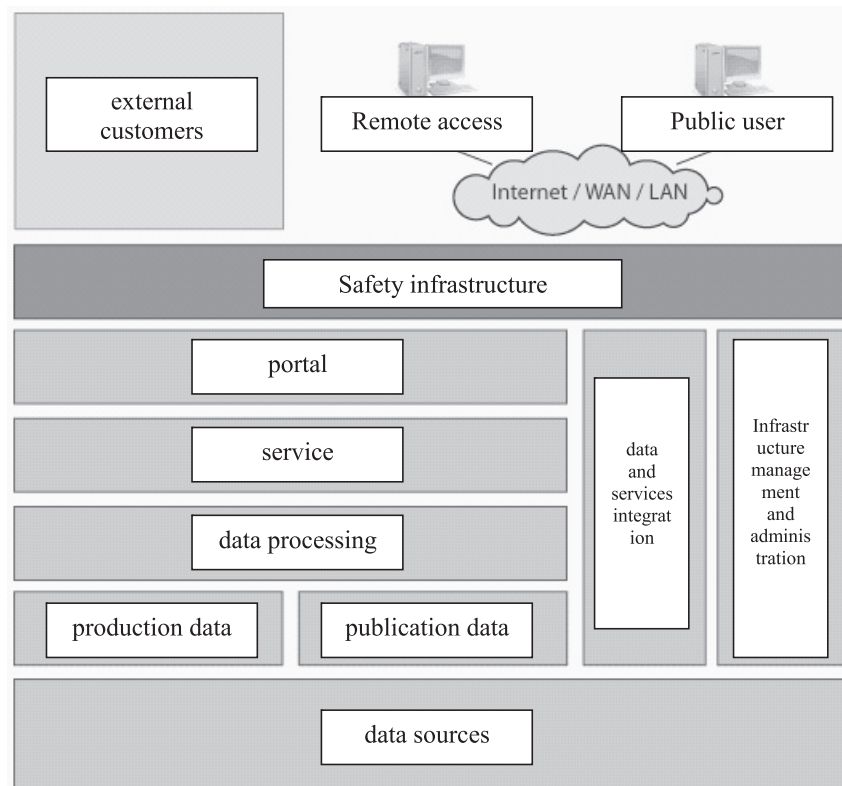 external
customers
Remote access
Public user
Internet / WAN / LAN
Safety infrastructure
portal
service
data processing
production data
publication data
data
and
services
integrat
ion
Infrastr
ucture
manage
ment
and
adminis
tration
data sources